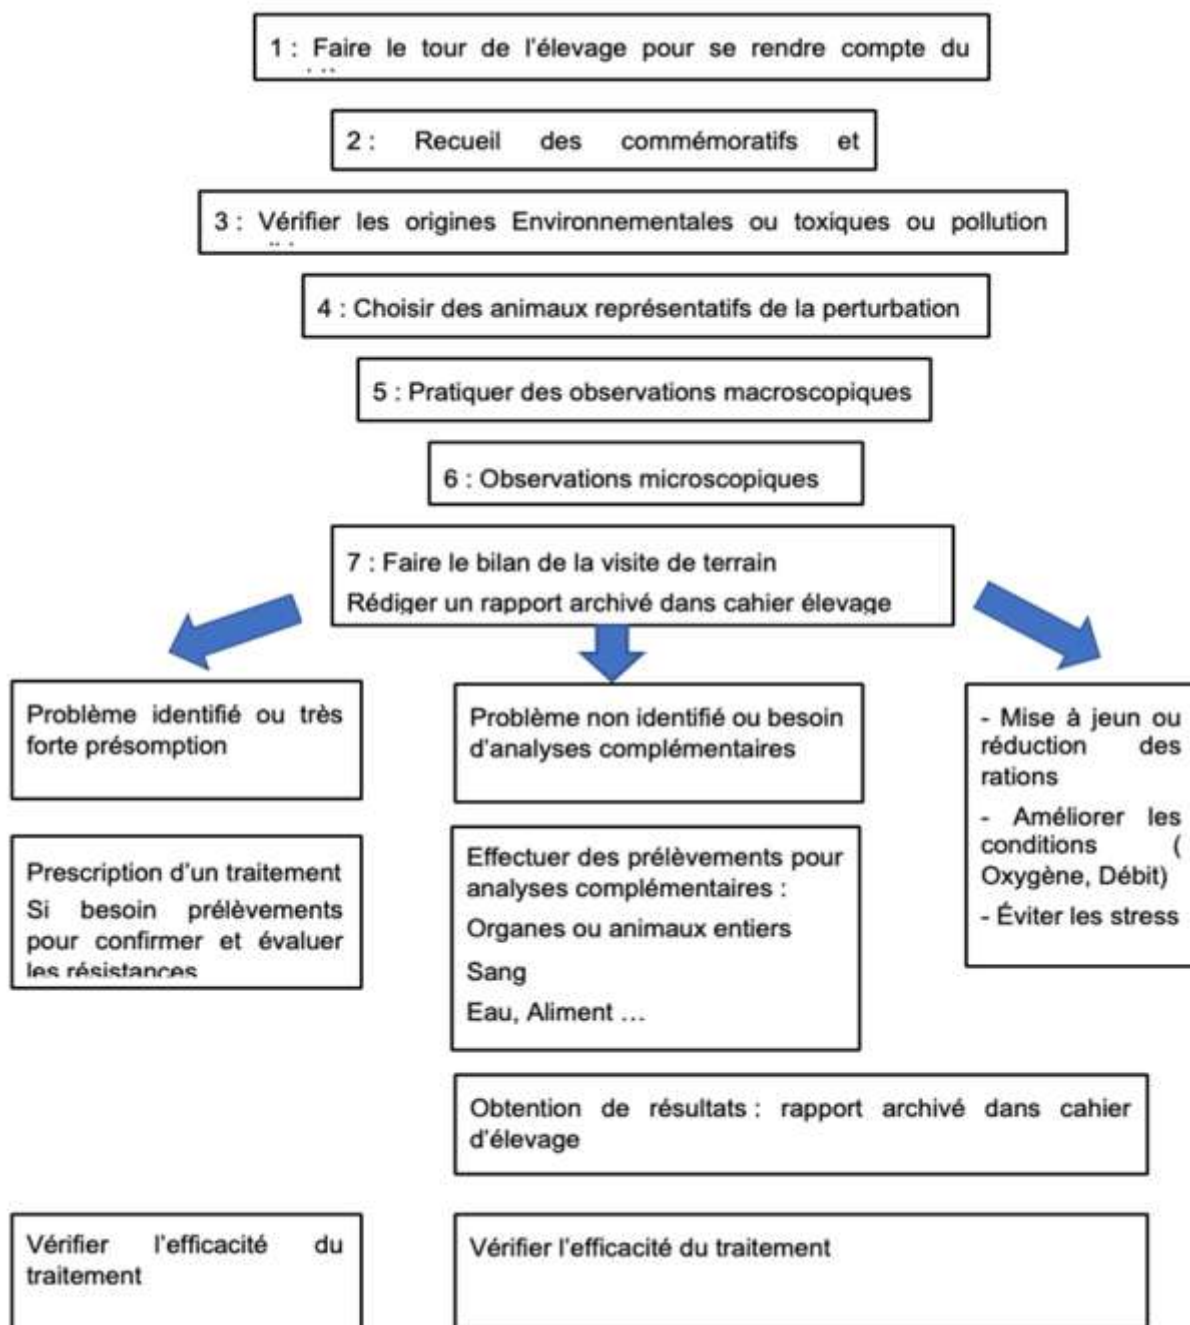 1 : Faire le tour de l'élevage pour se rendre compte du
2 : Recueil des commémoratifs et
3 : Vérifier les origines Environnementales ou toxiques ou pollution
4 : Choisir des animaux représentatifs de la perturbation
5 : Pratiquer des observations macroscopiques
6 : Observations microscopiques
7 : Faire le bilan de la visite de terrain
Rédiger un rapport archivé dans cahier élevage
Problème identifié ou très
forte présomption
Prescription d'un traitement
Si besoin prélèvements
pour confirmer et évaluer
les résistances
Problème non identifié ou besoin
d'analyses complémentaires
Effectuer des prélèvements pour
analyses complémentaires :
Organes ou animaux entiers
Sang
Eau, Aliment …
- Mise à jeun ou
réduction des
rations
- Améliorer les
conditions (
Oxygène, Débit)
- Éviter les stress
Obtention de résultats : rapport archivé dans cahier
d'élevage
Vérifier l'efficacité du
traitement
Vérifier l'efficacité du traitement